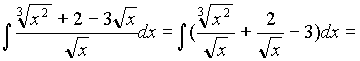 ∫ (∛(x²) + 2 − 3√x)/√x dx = ∫ (∛(x²)/√x + 2/√x − 3)dx =